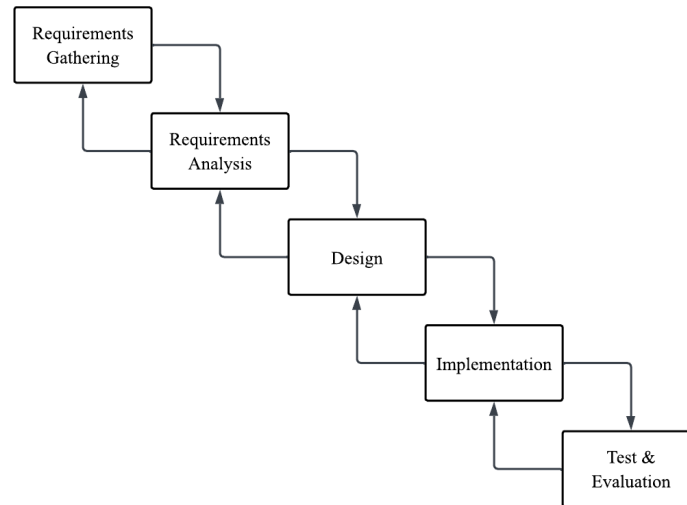 Requirements
Gathering
Requirements
Analysis
Design
Implementation
Test &
Evaluation